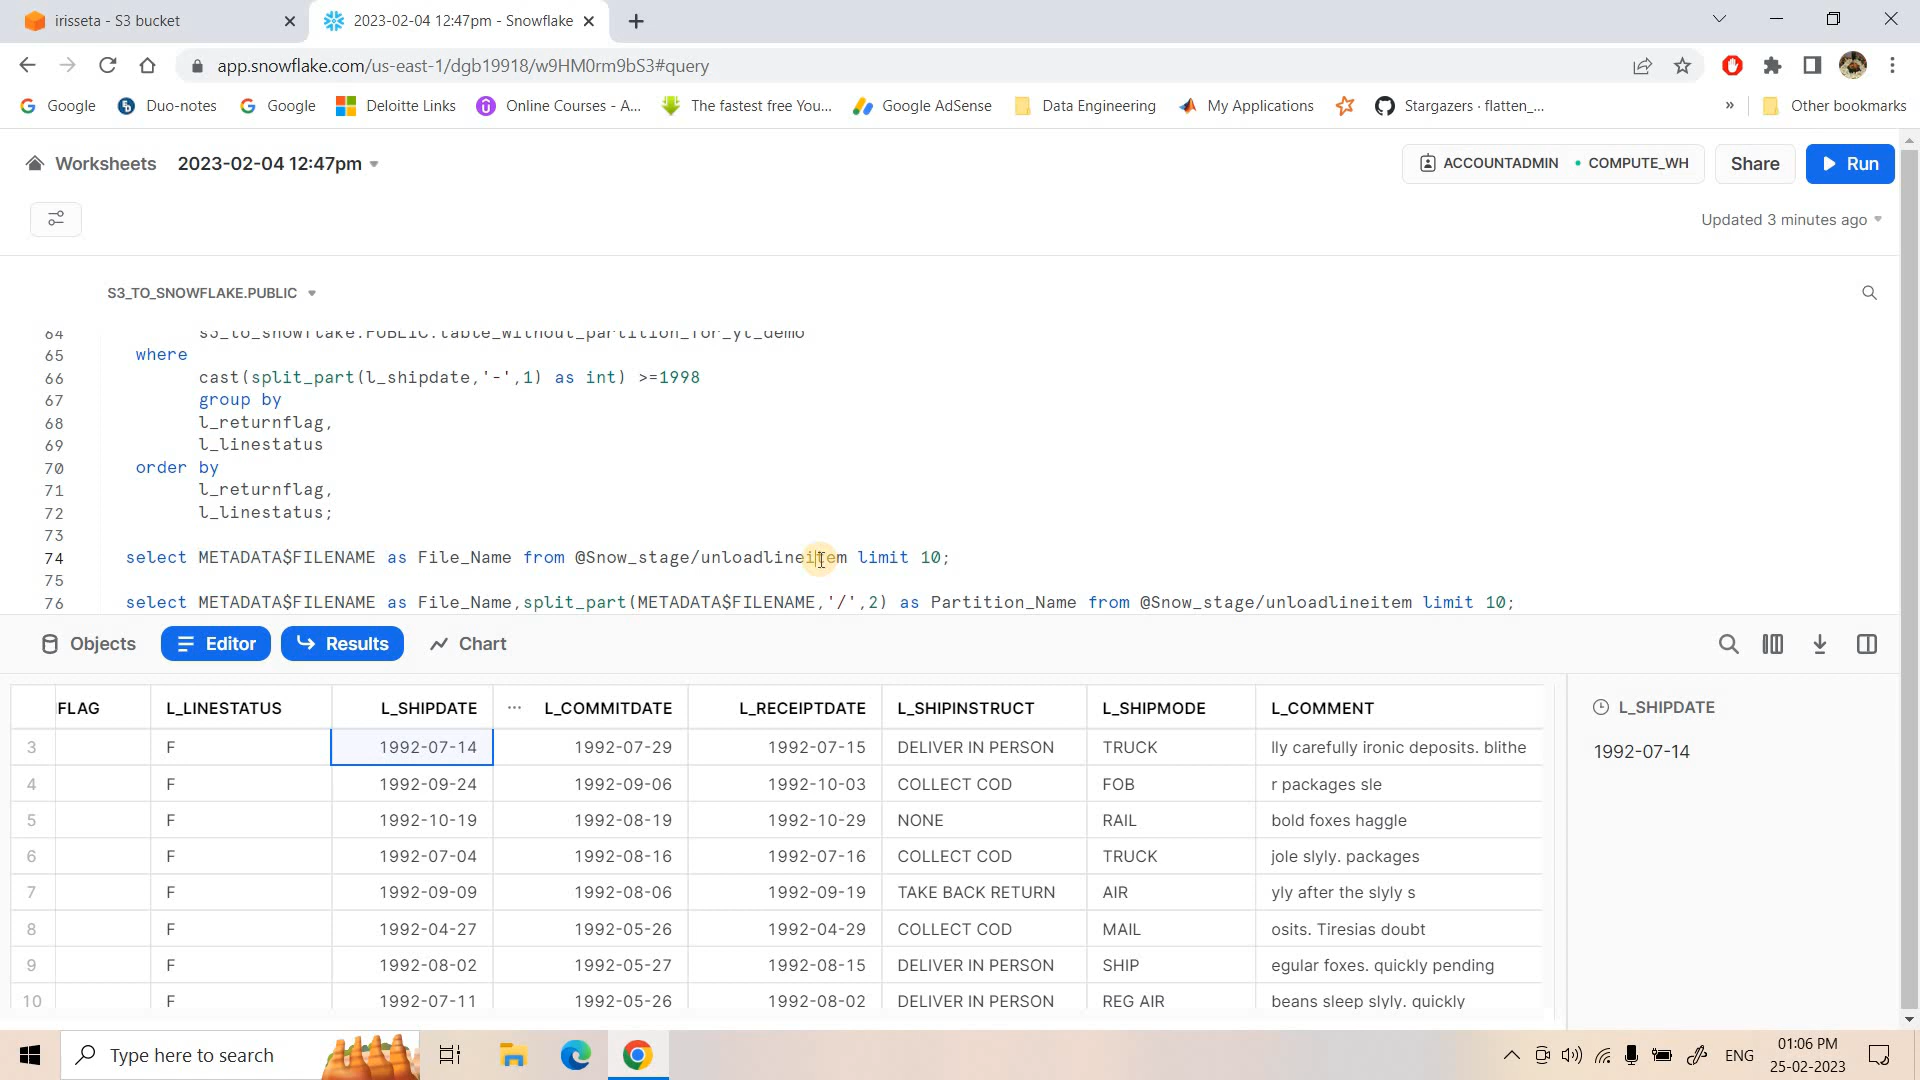 irisseta - S3 bucket
2023-02-04 12:47pm - Snowflake
app.snowflake.com/us-east-1/dgb19918/w9HM0rm9bS3#query
Google
Duo-notes
Google
Deloitte Links
Online Courses - A...
The fastest free You...
Google AdSense
Data Engineering
My Applications
Stargazers · flatten_...
»
Other bookmarks
Worksheets
2023-02-04 12:47pm
ACCOUNTADMIN
COMPUTE_WH
Share
Run
Updated 3 minutes ago
S3_TO_SNOWFLAKE.PUBLIC
64 s3_to_snowflake.PUBLIC.table_without_partition_for_yt_demo
65 where
66 cast(split_part(l_shipdate,'-',1) as int) >=1998
67 group by
68 l_returnflag,
69 l_linestatus
70 order by
71 l_returnflag,
72 l_linestatus;
73
74 select METADATA$FILENAME as File_Name from @Snow_stage/unloadlineitem limit 10;
75
76 select METADATA$FILENAME as File_Name,split_part(METADATA$FILENAME,'/',2) as Partition_Name from @Snow_stage/unloadlineitem limit 10;
Objects
Editor
Results
Chart
FLAG L_LINESTATUS L_SHIPDATE ... L_COMMITDATE L_RECEIPTDATE L_SHIPINSTRUCT L_SHIPMODE L_COMMENT
3 F 1992-07-14 1992-07-29 1992-07-15 DELIVER IN PERSON TRUCK lly carefully ironic deposits. blithe
4 F 1992-09-24 1992-09-06 1992-10-03 COLLECT COD FOB r packages sle
5 F 1992-10-19 1992-08-19 1992-10-29 NONE RAIL bold foxes haggle
6 F 1992-07-04 1992-08-16 1992-07-16 COLLECT COD TRUCK jole slyly. packages
7 F 1992-09-09 1992-08-06 1992-09-19 TAKE BACK RETURN AIR yly after the slyly s
8 F 1992-04-27 1992-05-26 1992-04-29 COLLECT COD MAIL osits. Tiresias doubt
9 F 1992-08-02 1992-05-27 1992-08-15 DELIVER IN PERSON SHIP egular foxes. quickly pending
10 F 1992-07-11 1992-05-26 1992-08-02 DELIVER IN PERSON REG AIR beans sleep slyly. quickly
L_SHIPDATE
1992-07-14
Type here to search
ENG
01:06 PM
25-02-2023